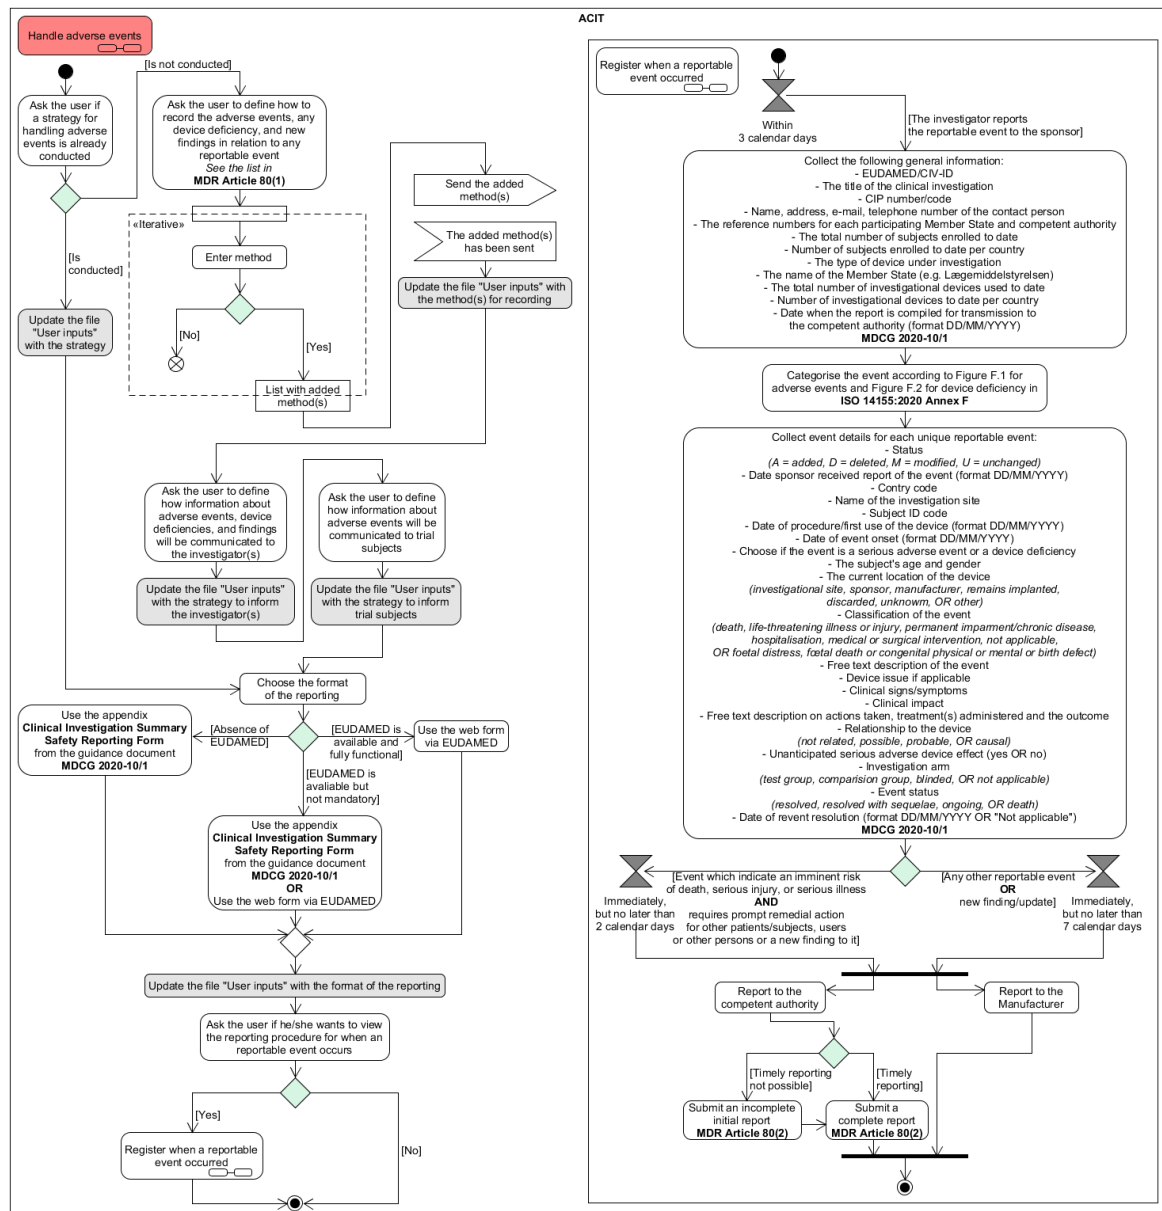 ACIT
Handle adverse events
[Is not conducted]
Ask the user if
a strategy for
handling adverse
events is already
conducted
Ask the user to define how to
record the adverse events, any
device deficiency, and new
findings in relation to any
reportable event
See the list in
MDR Article 80(1)
«Iterative»
Enter method
[No]
[Yes]
List with added
method(s)
[Is
conducted]
Update the file
"User inputs"
with the strategy
Send the added
method(s)
The added method(s)
has been sent
Update the file "User inputs" with
the method(s) for recording
Ask the user to define
how information about
adverse events, device
deficiencies, and findings
will be communicated to
the investigator(s)
Update the file "User inputs"
with the strategy to inform
the investigator(s)
Ask the user to define
how information about
adverse events will be
communicated to trial
subjects
Update the file "User inputs"
with the strategy to inform
trial subjects
Choose the format
of the reporting
[Absence of
EUDAMED]
[EUDAMED is
available and
fully functional]
Use the appendix
Clinical Investigation Summary
Safety Reporting Form
from the guidance document
MDCG 2020-10/1
Use the web form
via EUDAMED
[EUDAMED is
avaliable but
not mandatory]
Use the appendix
Clinical Investigation Summary
Safety Reporting Form
from the guidance document
MDCG 2020-10/1
OR
Use the web form via EUDAMED
Update the file "User inputs" with the format of the reporting
Ask the user if he/she wants to view
the reporting procedure for when an
reportable event occurs
[Yes]
[No]
Register when a reportable
event occurred
Register when a reportable
event occurred
Within
3 calendar days
[The investigator reports
the reportable event to the sponsor]
Collect the following general information:
- EUDAMED/CIV-ID
- The title of the clinical investigation
- CIP number/code
- Name, address, e-mail, telephone number of the contact person
- The reference numbers for each participating Member State and competent authority
- The total number of subjects enrolled to date
- Number of subjects enrolled to date per country
- The type of device under investigation
- The name of the Member State (e.g. Lægemiddelstyrelsen)
- The total number of investigational devices used to date
- Number of investigational devices to date per country
- Date when the report is compiled for transmission to
the competent authority (format DD/MM/YYYY)
MDCG 2020-10/1
Categorise the event according to Figure F.1 for
adverse events and Figure F.2 for device deficiency in
ISO 14155:2020 Annex F
Collect event details for each unique reportable event:
- Status
(A = added, D = deleted, M = modified, U = unchanged)
- Date sponsor received report of the event (format DD/MM/YYYY)
- Contry code
- Name of the investigation site
- Subject ID code
- Date of procedure/first use of the device (format DD/MM/YYYY)
- Date of event onset (format DD/MM/YYYY)
- Choose if the event is a serious adverse event or a device deficiency
- The subject's age and gender
- The current location of the device
(investigational site, sponsor, manufacturer, remains implanted,
discarded, unknowm, OR other)
- Classification of the event
(death, life-threatening illness or injury, permanent imparment/chronic disease,
hospitalisation, medical or surgical intervention, not applicable,
OR foetal distress, fœtal death or congenital physical or mental or birth defect)
- Free text description of the event
- Device issue if applicable
- Clinical signs/symptoms
- Clinical impact
- Free text description on actions taken, treatment(s) administered and the outcome
- Relationship to the device
(not related, possible, probable, OR causal)
- Unanticipated serious adverse device effect (yes OR no)
- Investigation arm
(test group, comparision group, blinded, OR not applicable)
- Event status
(resolved, resolved with sequelae, ongoing, OR death)
- Date of revent resolution (format DD/MM/YYYY OR "Not applicable")
MDCG 2020-10/1
[Event which indicate an imminent risk
of death, serious injury, or serious illness
AND
requires prompt remedial action
for other patients/subjects, users
or other persons or a new finding to it]
Immediately,
but no later than
2 calendar days
[Any other reportable event
OR
new finding/update]
Immediately,
but no later than
7 calendar days
Report to the
competent authority
Report to the
Manufacturer
[Timely reporting
not possible]
[Timely
reporting]
Submit an incomplete
initial report
MDR Article 80(2)
Submit a
complete report
MDR Article 80(2)